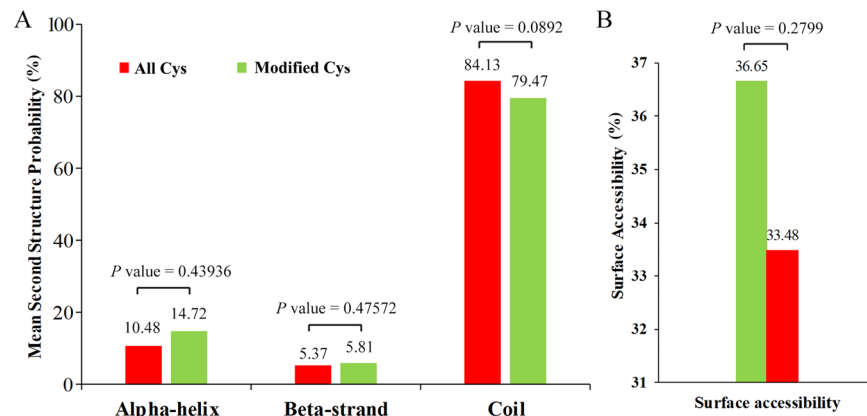 A
Mean Second Structure Probability (%)
100
80
60
40
20
0
All Cys
Modified Cys
P value = 0.43936
10.48
14.72
P value = 0.47572
5.37
5.81
P value = 0.0892
84.13
79.47
Alpha-helix
Beta-strand
Coil
B
Surface Accessibility (%)
37
36
35
34
33
32
31
P value = 0.2799
36.65
33.48
Surface accessibility